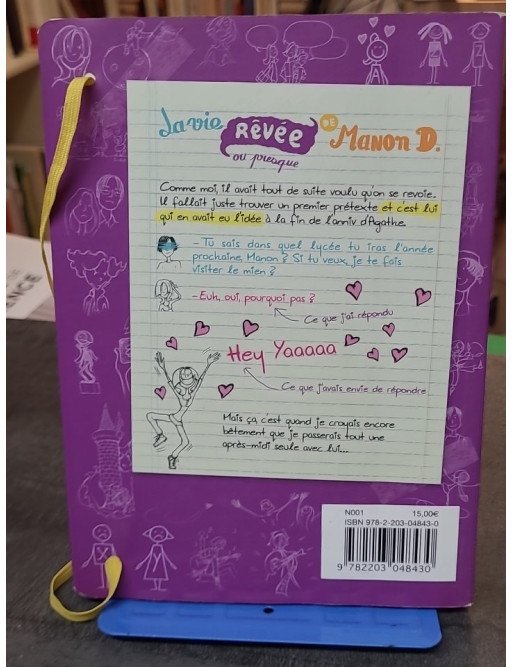 La vie RÊVÉE DE MANON D.
ou presque
Comme moi, il avait tout de suite voulu qu'on se revoie.
Il fallait juste trouver un premier prétexte et c'est lui
qui en avait eu l'idée à la fin de l'anniv d'Agathe.
- Tu sais dans quel lycée tu iras l'année
prochaine, Manon ? Si tu veux, je te fais
visiter le mien ?
- Euh, oui, pourquoi pas ?
Ce que j'ai répondu
Hey Yaaaaa
Ce que j'avais envie de répondre
Mais ça, c'est quand je croyais encore
bêtement que je passerais tout une
après-midi seule avec lui...
N001 15,00€
ISBN 978-2-203-04843-0
9 782203 048430